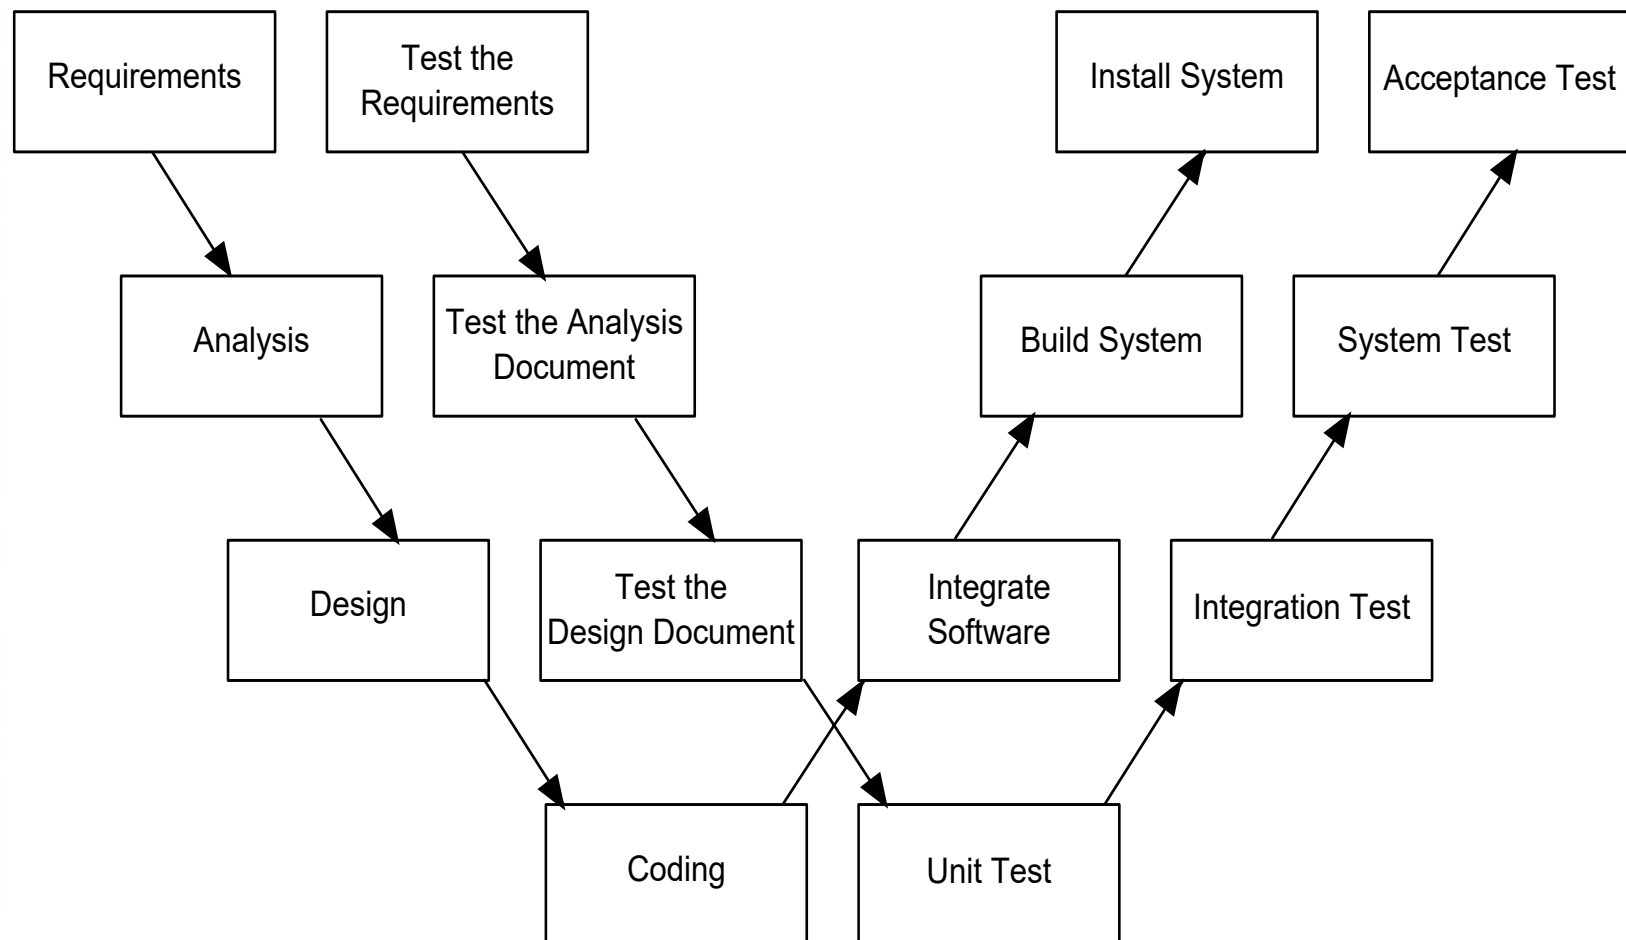 Requirements
Test the
Requirements
Install System
Acceptance Test
Analysis
Test the Analysis
Document
Build System
System Test
Design
Test the
Design Document
Integrate
Software
Integration Test
Coding
Unit Test